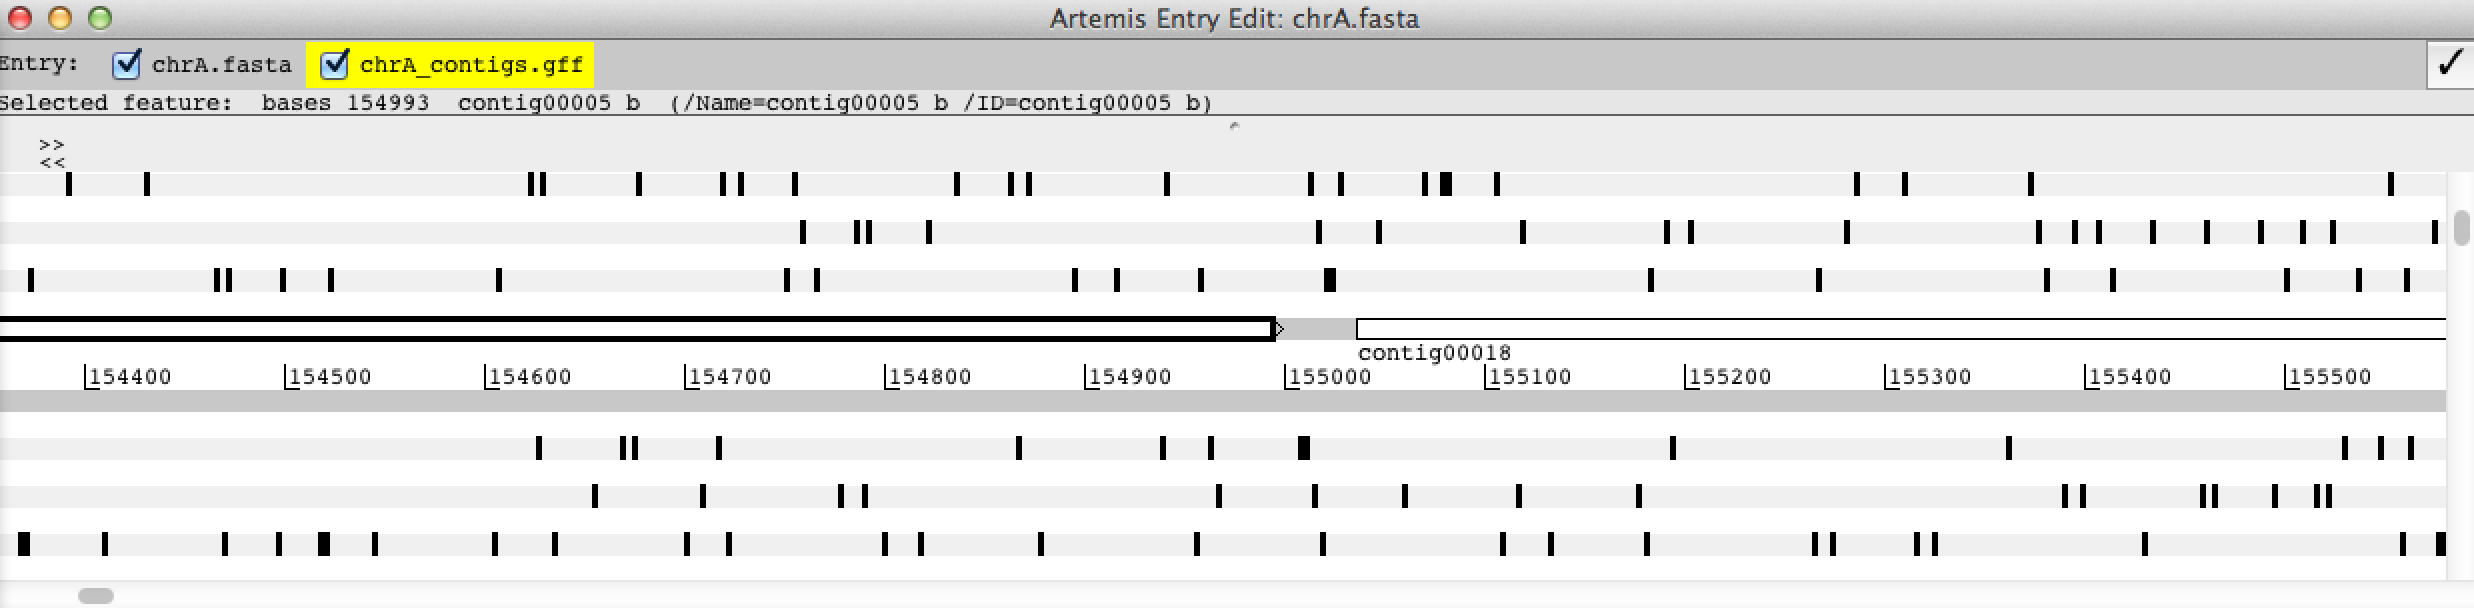 Artemis Entry Edit: chrA.fasta
Entry: chrA.fasta chrA_contigs.gff
Selected feature: bases 154993 contig00005 b (/Name=contig00005 b /ID=contig00005 b)
>>
<<
contig00018
154400 154500 154600 154700 154800 154900 155000 155100 155200 155300 155400 155500